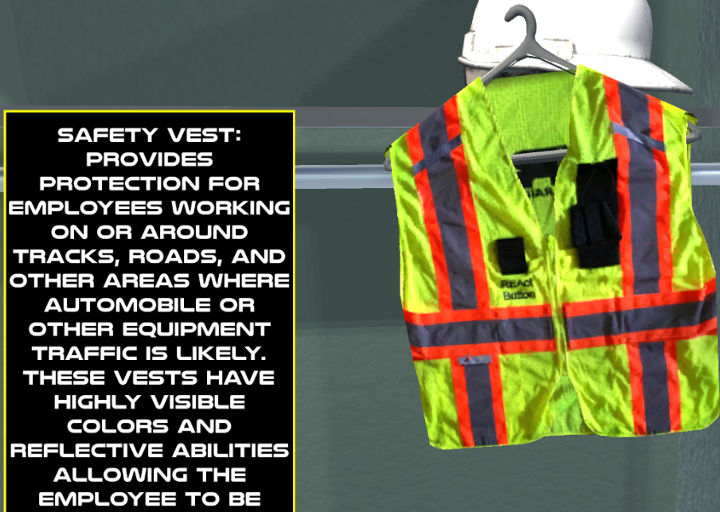 SAFETY VEST:
PROVIDES
PROTECTION FOR
EMPLOYEES WORKING
ON OR AROUND
TRACKS, ROADS, AND
OTHER AREAS WHERE
AUTOMOBILE OR
OTHER EQUIPMENT
TRAFFIC IS LIKELY.
THESE VESTS HAVE
HIGHLY VISIBLE
COLORS AND
REFLECTIVE ABILITIES
ALLOWING THE
EMPLOYEE TO BE
Button